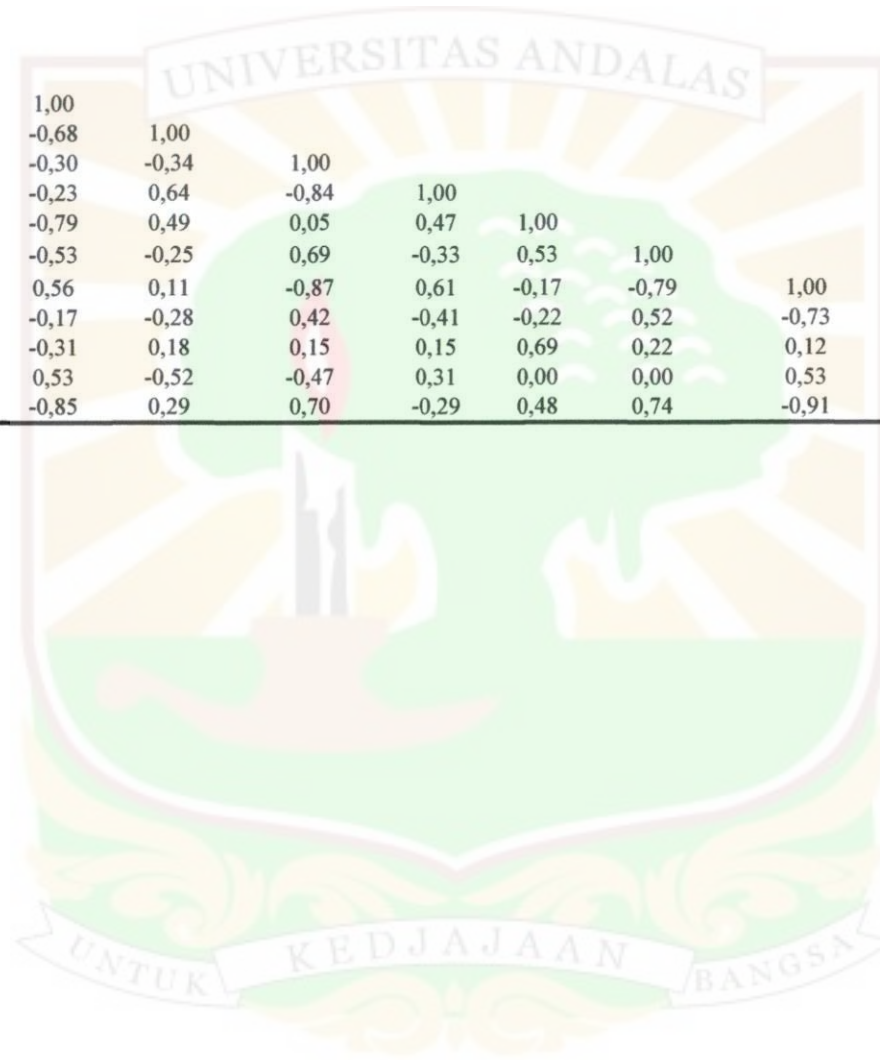 UNIVERSITAS ANDALAS
1,00
-0,68 1,00
-0,30 -0,34 1,00
-0,23 0,64 -0,84 1,00
-0,79 0,49 0,05 0,47 1,00
-0,53 -0,25 0,69 -0,33 0,53 1,00
0,56 0,11 -0,87 0,61 -0,17 -0,79 1,00
-0,17 -0,28 0,42 -0,41 -0,22 0,52 -0,73
-0,31 0,18 0,15 0,15 0,69 0,22 0,12
0,53 -0,52 -0,47 0,31 0,00 0,00 0,53
-0,85 0,29 0,70 -0,29 0,48 0,74 -0,91
UNTUK KEDJAJAAN BANGSA